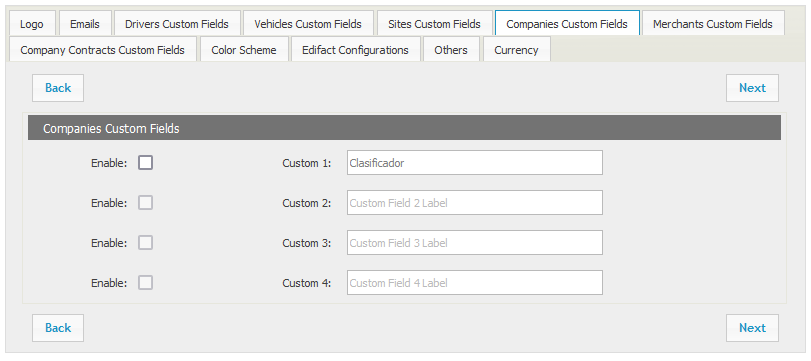 Logo Emails Drivers Custom Fields Vehicles Custom Fields Sites Custom Fields Companies Custom Fields Merchants Custom Fields
Company Contracts Custom Fields Color Scheme Edifact Configurations Others Currency
Back Next
Companies Custom Fields
Enable: Custom 1: Clasificador
Enable: Custom 2: Custom Field 2 Label
Enable: Custom 3: Custom Field 3 Label
Enable: Custom 4: Custom Field 4 Label
Back Next